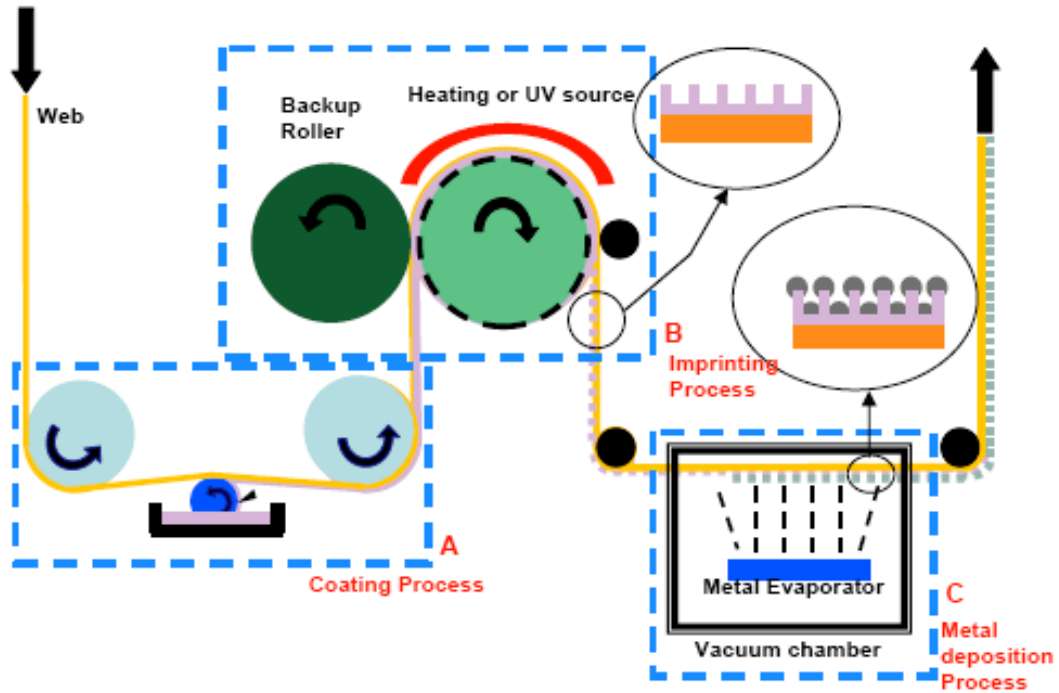 Web
Backup
Roller
Heating or UV source
B
Imprinting
Process
A
Coating Process
Metal Evaporator
Vacuum chamber
C
Metal
deposition
Process